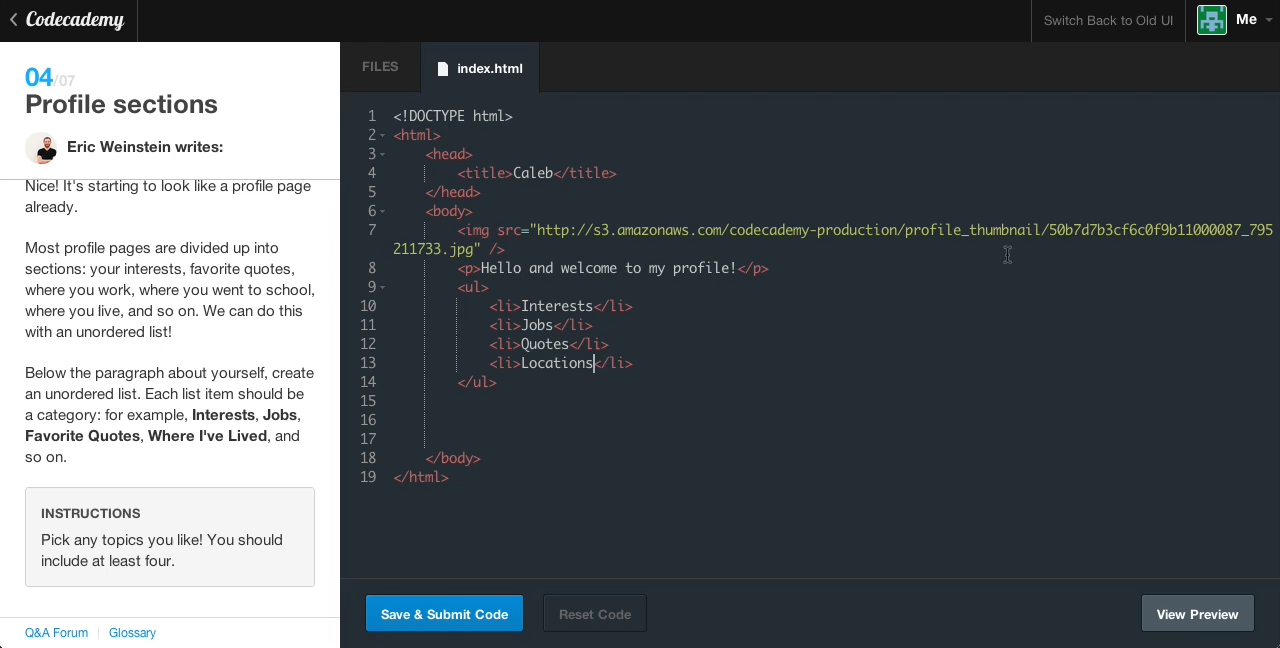 Codecademy
Switch Back to Old UI
Me
04/07
Profile sections
Eric Weinstein writes:
Nice! It's starting to look like a profile page
already.
Most profile pages are divided up into
sections: your interests, favorite quotes,
where you work, where you went to school,
where you live, and so on. We can do this
with an unordered list!
Below the paragraph about yourself, create
an unordered list. Each list item should be
a category: for example, Interests, Jobs,
Favorite Quotes, Where I've Lived, and
so on.
INSTRUCTIONS
Pick any topics you like! You should
include at least four.
Q&A Forum
Glossary
FILES
index.html
1 <!DOCTYPE html>
2 <html>
3 <head>
4 <title>Caleb</title>
5 </head>
6 <body>
7 <img src="http://s3.amazonaws.com/codecademy-production/profile_thumbnail/50b7d7b3cf6c0f9b11000087_795
211733.jpg" />
8 <p>Hello and welcome to my profile!</p>
9 <ul>
10 <li>Interests</li>
11 <li>Jobs</li>
12 <li>Quotes</li>
13 <li>Locations</li>
14 </ul>
15
16
17
18 </body>
19 </html>
Save & Submit Code
Reset Code
View Preview